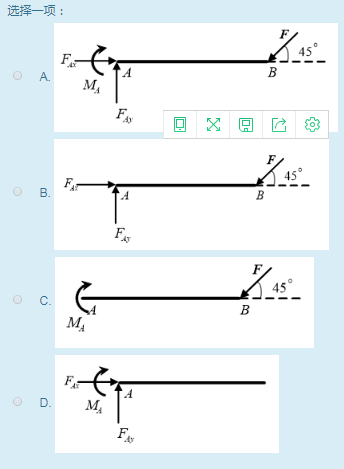 选择一项：
A. F_Ax M_A A F_Ay F 45° B
B. F_Ax A F_Ay F 45° B
C. M_A A F 45° B
D. F_Ax M_A A F_Ay